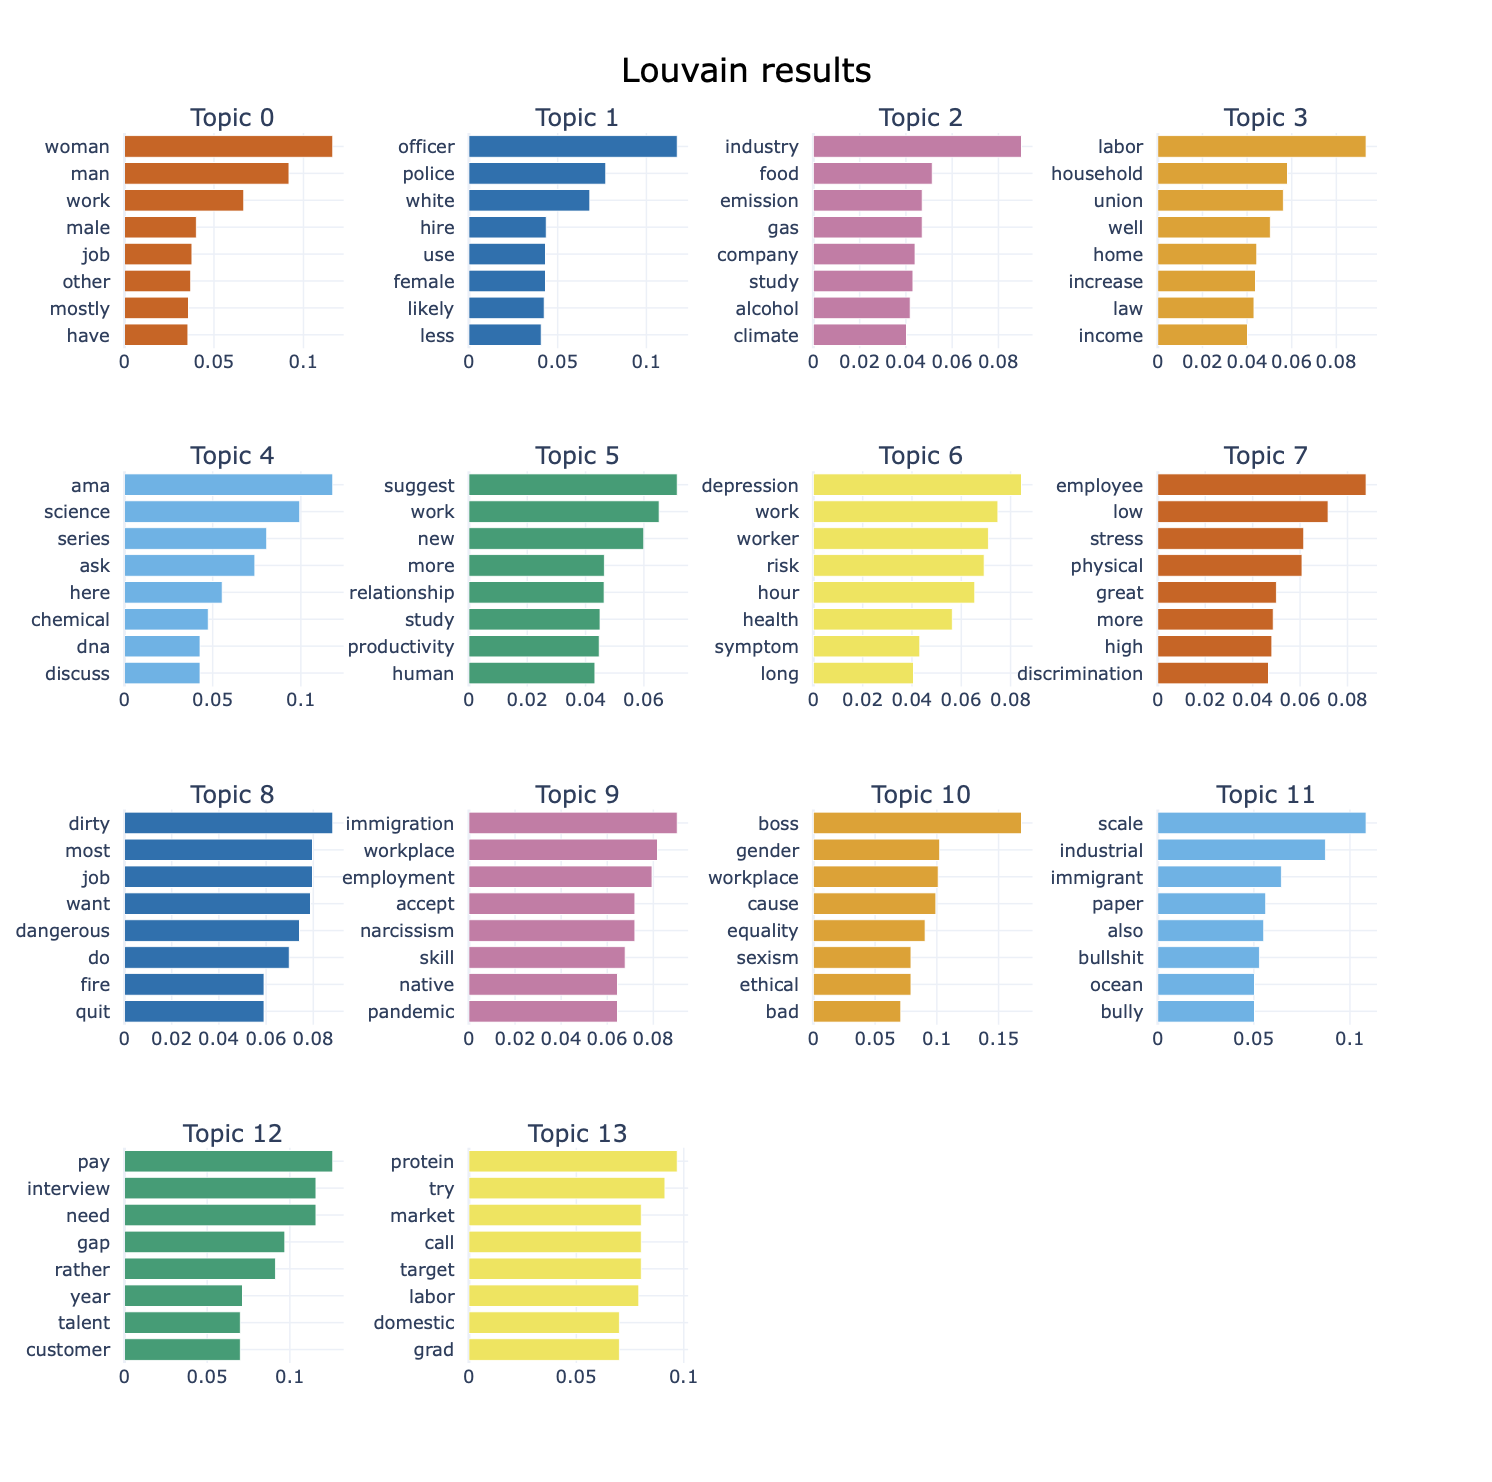 Louvain results
Topic 0
woman
man
work
male
job
other
mostly
have
0 0.05 0.1
Topic 1
officer
police
white
hire
use
female
likely
less
0 0.05 0.1
Topic 2
industry
food
emission
gas
company
study
alcohol
climate
0 0.02 0.04 0.06 0.08
Topic 3
labor
household
union
well
home
increase
law
income
0 0.02 0.04 0.06 0.08
Topic 4
ama
science
series
ask
here
chemical
dna
discuss
0 0.05 0.1
Topic 5
suggest
work
new
more
relationship
study
productivity
human
0 0.02 0.04 0.06
Topic 6
depression
work
worker
risk
hour
health
symptom
long
0 0.02 0.04 0.06 0.08
Topic 7
employee
low
stress
physical
great
more
high
discrimination
0 0.02 0.04 0.06 0.08
Topic 8
dirty
most
job
want
dangerous
do
fire
quit
0 0.02 0.04 0.06 0.08
Topic 9
immigration
workplace
employment
accept
narcissism
skill
native
pandemic
0 0.02 0.04 0.06 0.08
Topic 10
boss
gender
workplace
cause
equality
sexism
ethical
bad
0 0.05 0.1 0.15
Topic 11
scale
industrial
immigrant
paper
also
bullshit
ocean
bully
0 0.05 0.1
Topic 12
pay
interview
need
gap
rather
year
talent
customer
0 0.05 0.1
Topic 13
protein
try
market
call
target
labor
domestic
grad
0 0.05 0.1